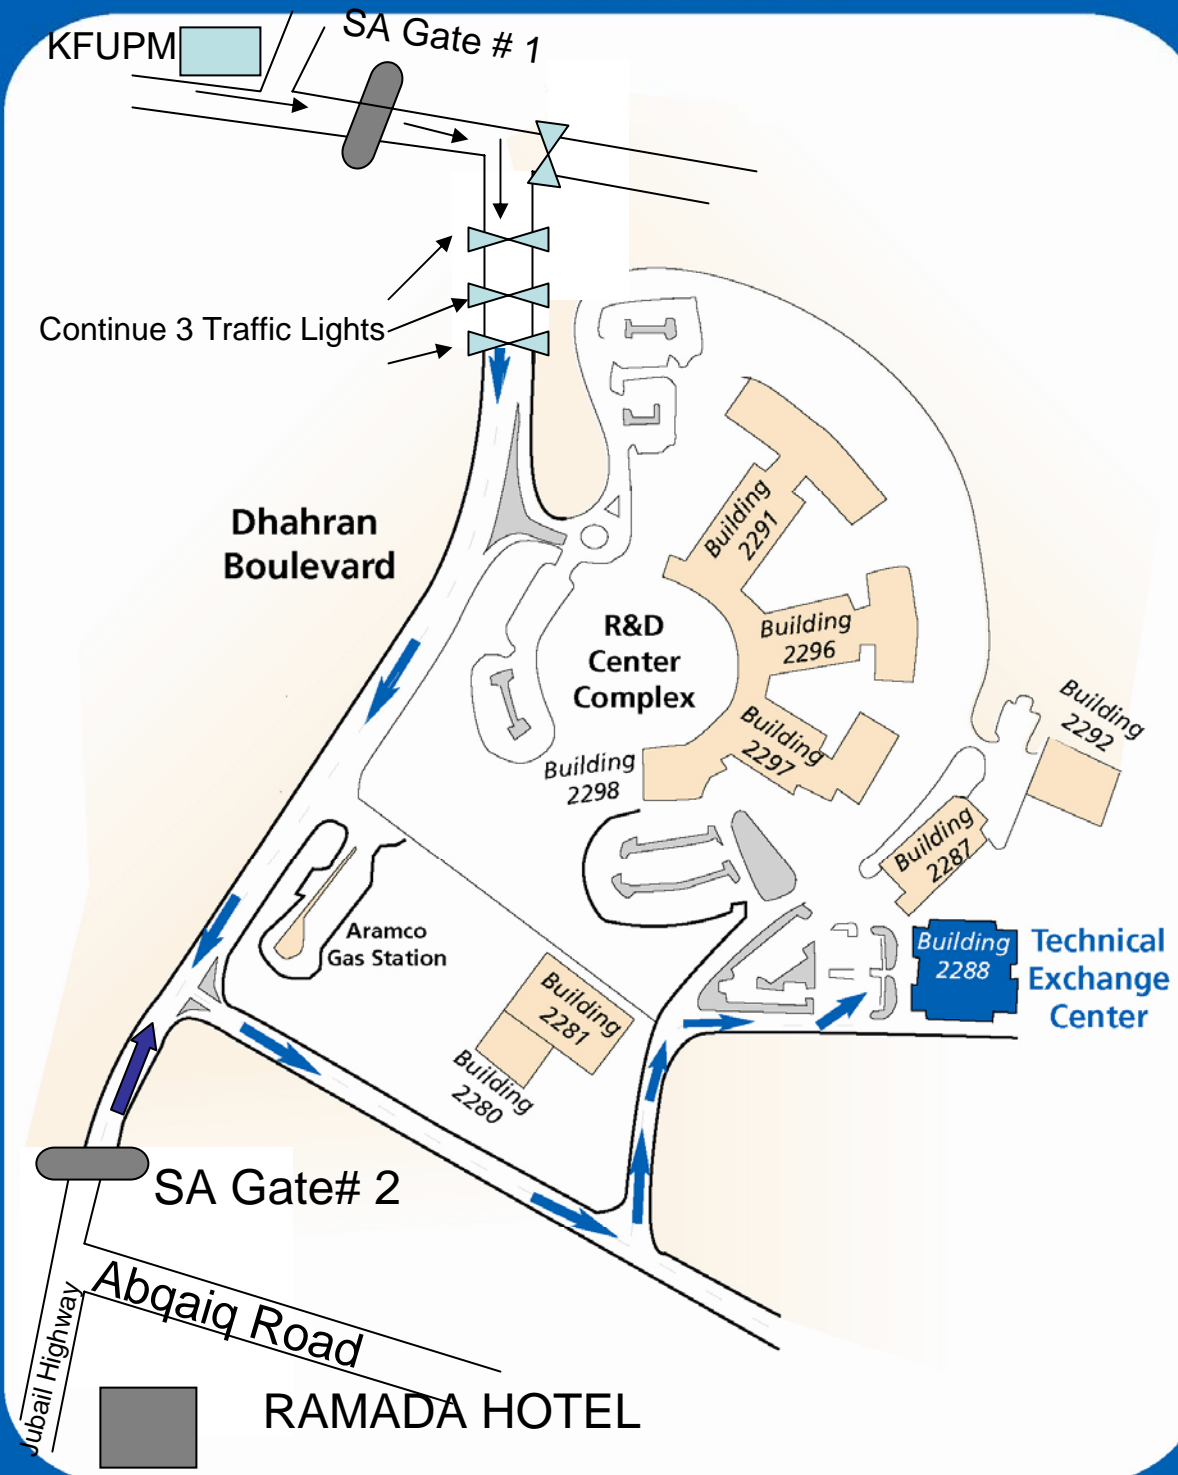 KFUPM
SA Gate # 1
Continue 3 Traffic Lights
Dhahran
Boulevard
Building
2291
R&D
Center
Complex
Building
2296
Building
2297
Building
2298
Building
2292
Building
2287
Aramco
Gas Station
Building
2288
Technical
Exchange
Center
Building
2281
Building
2280
SA Gate# 2
Abqaiq Road
Jubail Highway
RAMADA HOTEL